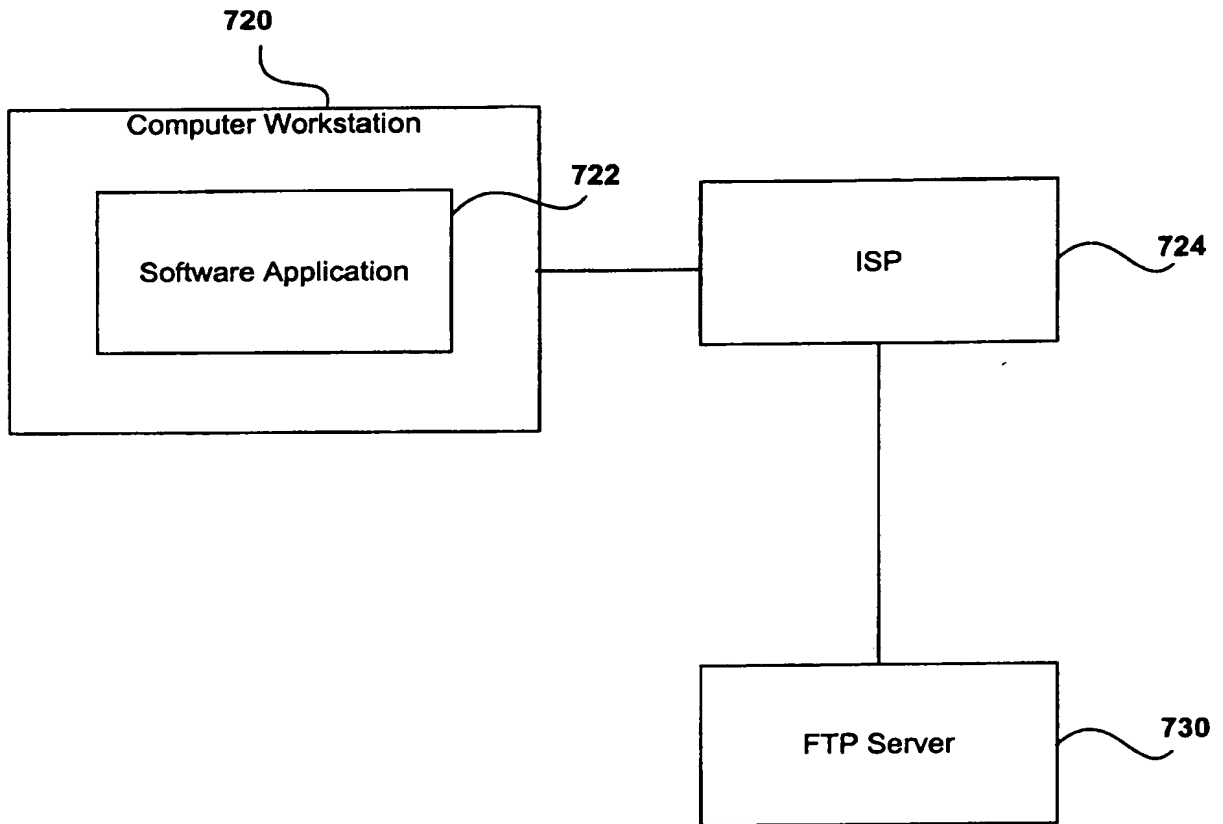 720
Computer Workstation
722
Software Application
ISP
724
FTP Server
730